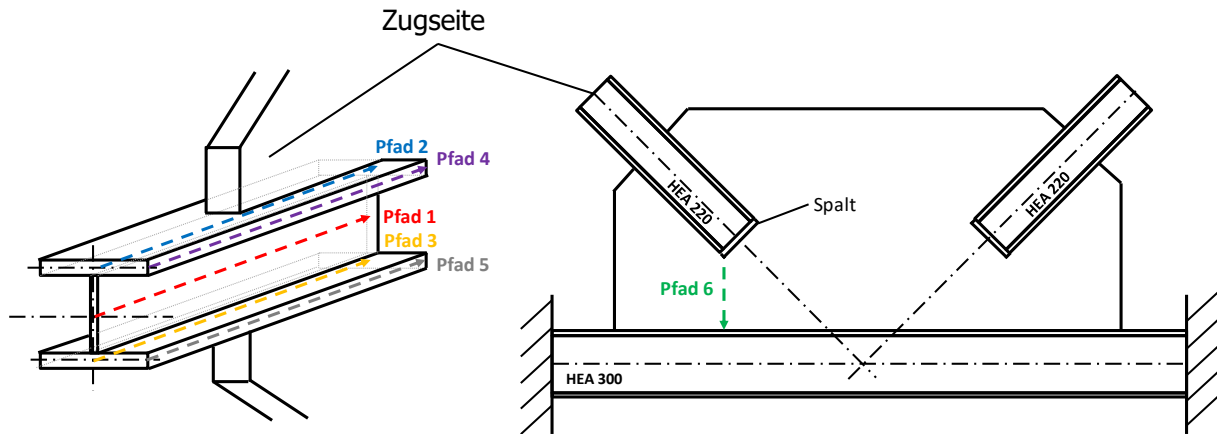 Zugseite
Pfad 2
Pfad 4
Pfad 1
Pfad 3
Pfad 5
HEA 220
HEA 220
Spalt
Pfad 6
HEA 300